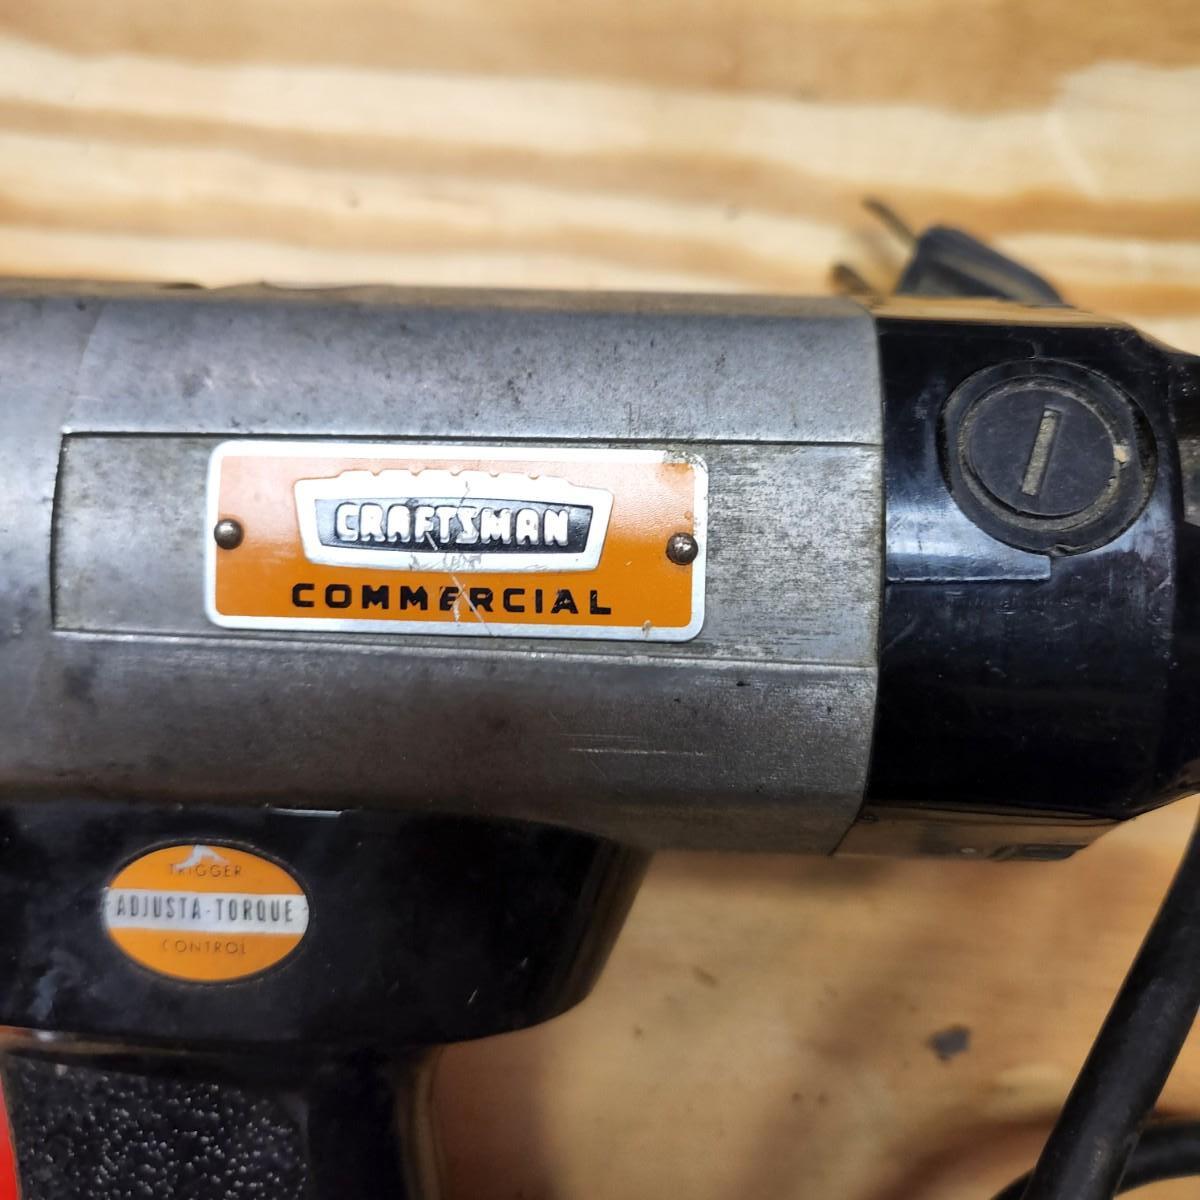 CRAFTSMAN
COMMERCIAL
TRIGGER
ADJUSTA-TORQUE
CONTROL